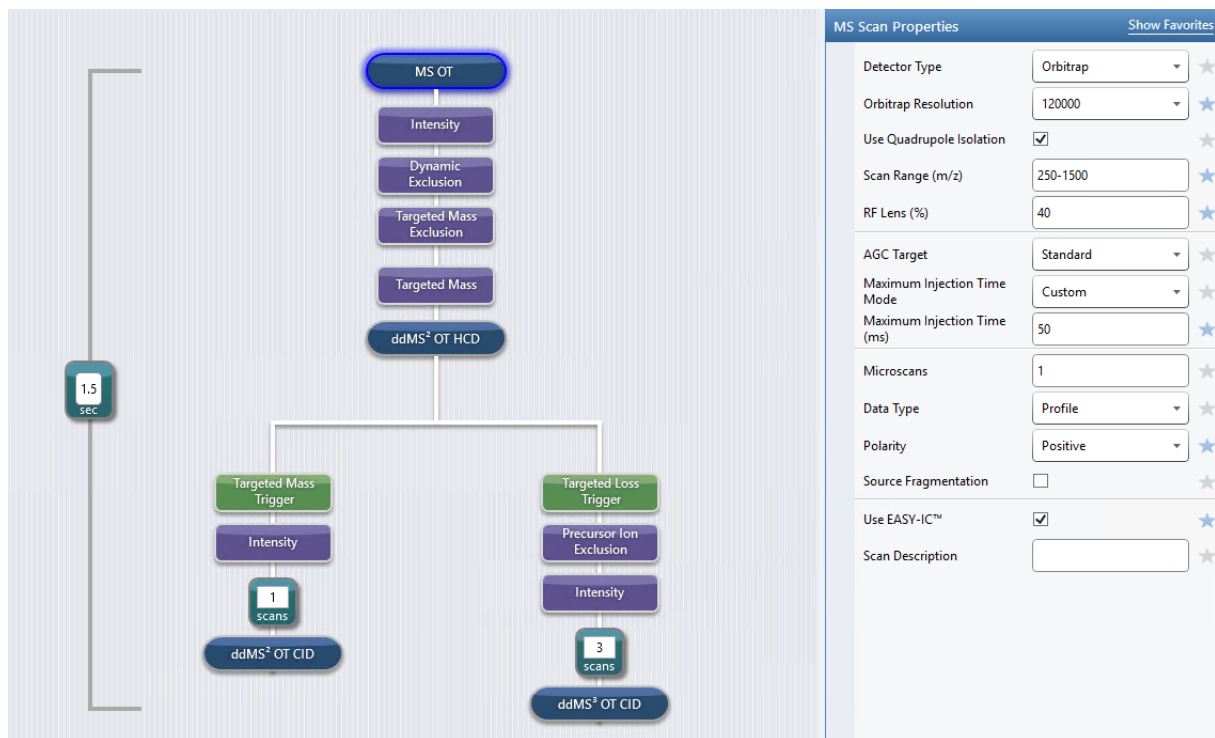 MS OT
Intensity
Dynamic
Exclusion
Targeted Mass
Exclusion
Targeted Mass
ddMS² OT HCD
1.5
sec
Targeted Mass
Trigger
Intensity
1
scans
ddMS² OT CID
Targeted Loss
Trigger
Precursor Ion
Exclusion
Intensity
3
scans
ddMS³ OT CID
MS Scan Properties Show Favorites
Detector Type Orbitrap
Orbitrap Resolution 120000
Use Quadrupole Isolation
Scan Range (m/z) 250-1500
RF Lens (%) 40
AGC Target Standard
Maximum Injection Time
Mode Custom
Maximum Injection Time
(ms) 50
Microscans 1
Data Type Profile
Polarity Positive
Source Fragmentation
Use EASY-IC™
Scan Description